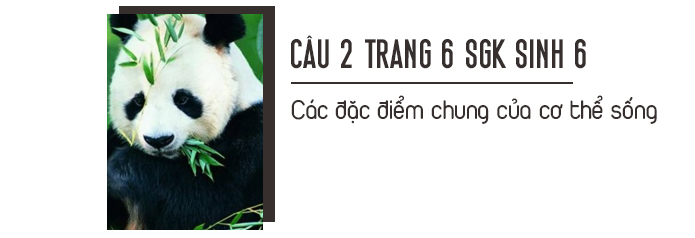 CÂU 2 TRANG 6 SGK SINH 6
Các đặc điểm chung của cơ thể sống